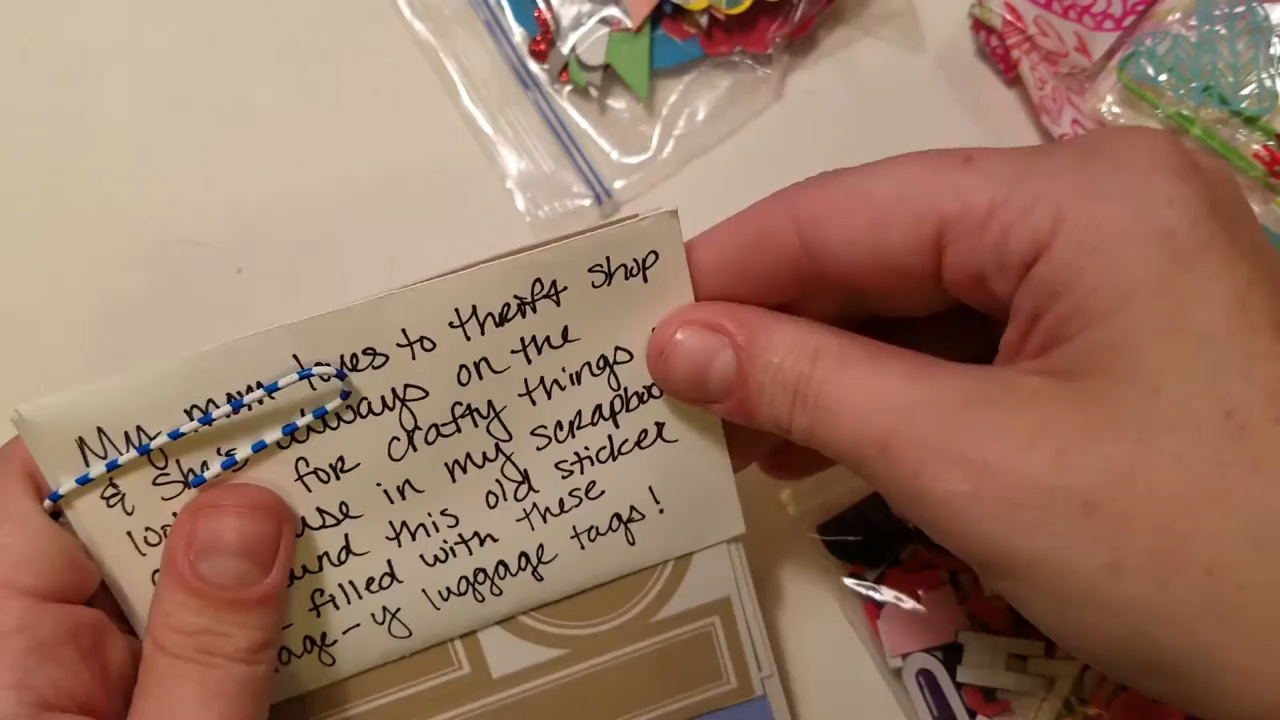 My mom loves to thrift shop
& she's always on the
for crafty things
use in my scrapboo
und this old sticker
filled with these
age-y luggage tags!